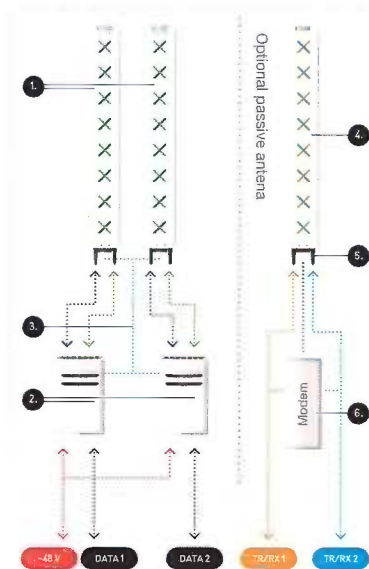 1.
Optional passive antena
4.
5.
3.
2.
Modem
6.
-48 V
DATA 1
DATA 2
TR/RX 1
TR/RX 2